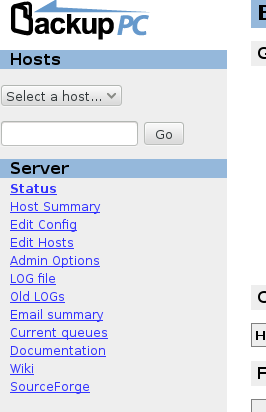 BackupPC
Hosts
Select a host...
Go
Server
Status
Host Summary
Edit Config
Edit Hosts
Admin Options
LOG file
Old LOGs
Email summary
Current queues
Documentation
Wiki
SourceForge